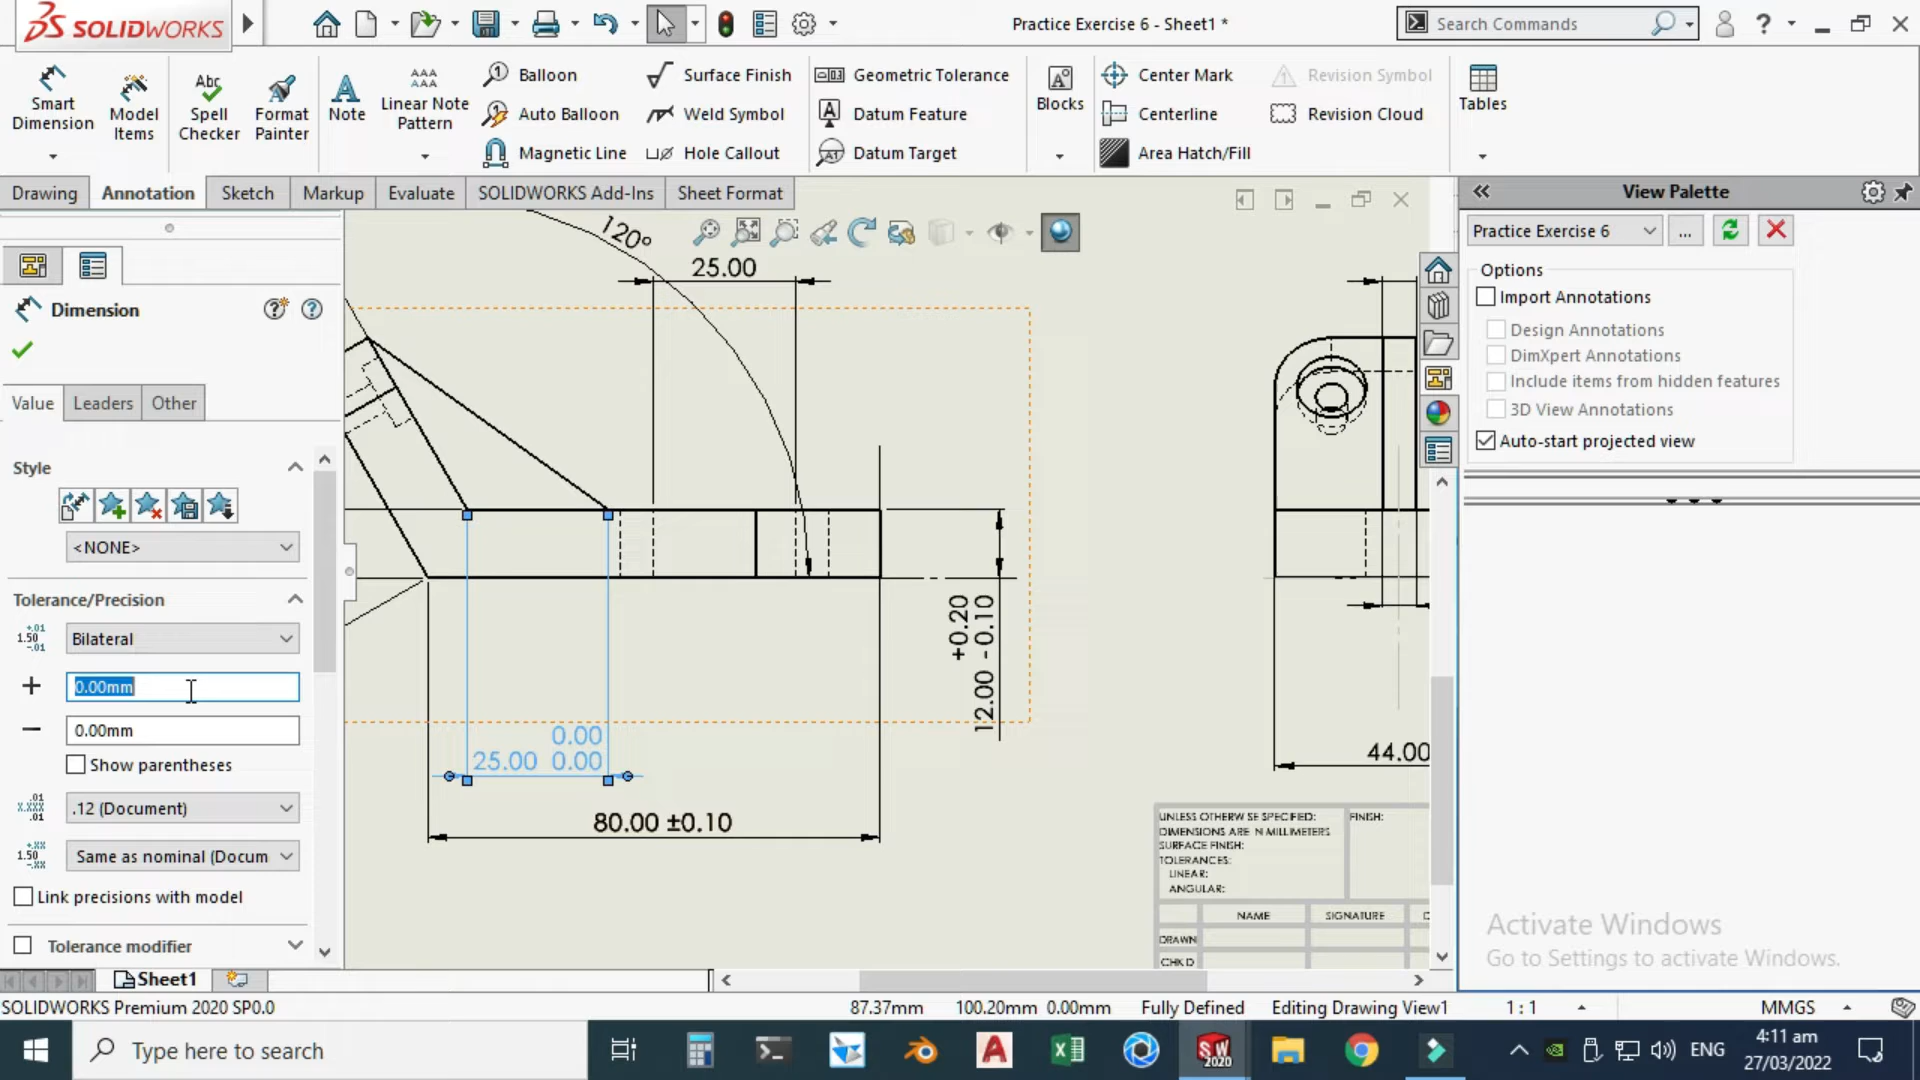 SOLIDWORKS
Practice Exercise 6 - Sheet1 *
Search Commands
Smart Dimension
Model Items
Abc
Spell Checker
Format Painter
A
Note
AAA
AAA
Linear Note Pattern
Balloon
Auto Balloon
Magnetic Line
Surface Finish
Weld Symbol
Hole Callout
Geometric Tolerance
Datum Feature
Datum Target
Blocks
Center Mark
Centerline
Area Hatch/Fill
Revision Symbol
Revision Cloud
Tables
Drawing
Annotation
Sketch
Markup
Evaluate
SOLIDWORKS Add-Ins
Sheet Format
View Palette
Practice Exercise 6
...
Options
Import Annotations
Design Annotations
DimXpert Annotations
Include items from hidden features
3D View Annotations
Auto-start projected view
Dimension
Value
Leaders
Other
Style
<NONE>
Tolerance/Precision
Bilateral
+ 0.00mm
- 0.00mm
Show parentheses
.12 (Document)
Same as nominal (Docum
Link precisions with model
Tolerance modifier
120°
25.00
+0.20
12.00 - 0.10
0.00
25.00 0.00
80.00 ±0.10
44.00
UNLESS OTHERW SE SPECIFIED:
DIMENSIONS ARE N MILLIMETERS
SURFACE FINISH:
TOLERANCES:
LINEAR:
ANGULAR:
FINISH:
NAME
SIGNATURE
DRAWN
CHK D
Activate Windows
Go to Settings to activate Windows.
Sheet1
SOLIDWORKS Premium 2020 SP0.0
87.37mm
100.20mm 0.00mm
Fully Defined
Editing Drawing View1
1 : 1
MMGS
Type here to search
SW
2020
ENG
4:11 am
27/03/2022